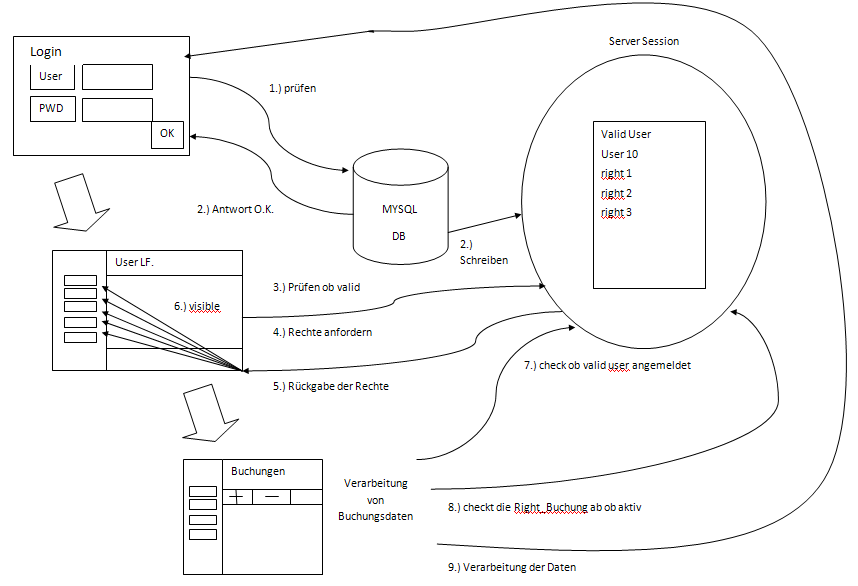 Login
User
PWD
OK
1.) prüfen
2.) Antwort O.K.
MYSQL
DB
2.)
Schreiben
Server Session
Valid User
User 10
right 1
right 2
right 3
User LF.
6.) visible
3.) Prüfen ob valid
4.) Rechte anfordern
5.) Rückgabe der Rechte
7.) check ob valid user angemeldet
Buchungen
+ −
Verarbeitung
von
Buchungsdaten
8.) checkt die Right_Buchung ab ob aktiv
9.) Verarbeitung der Daten